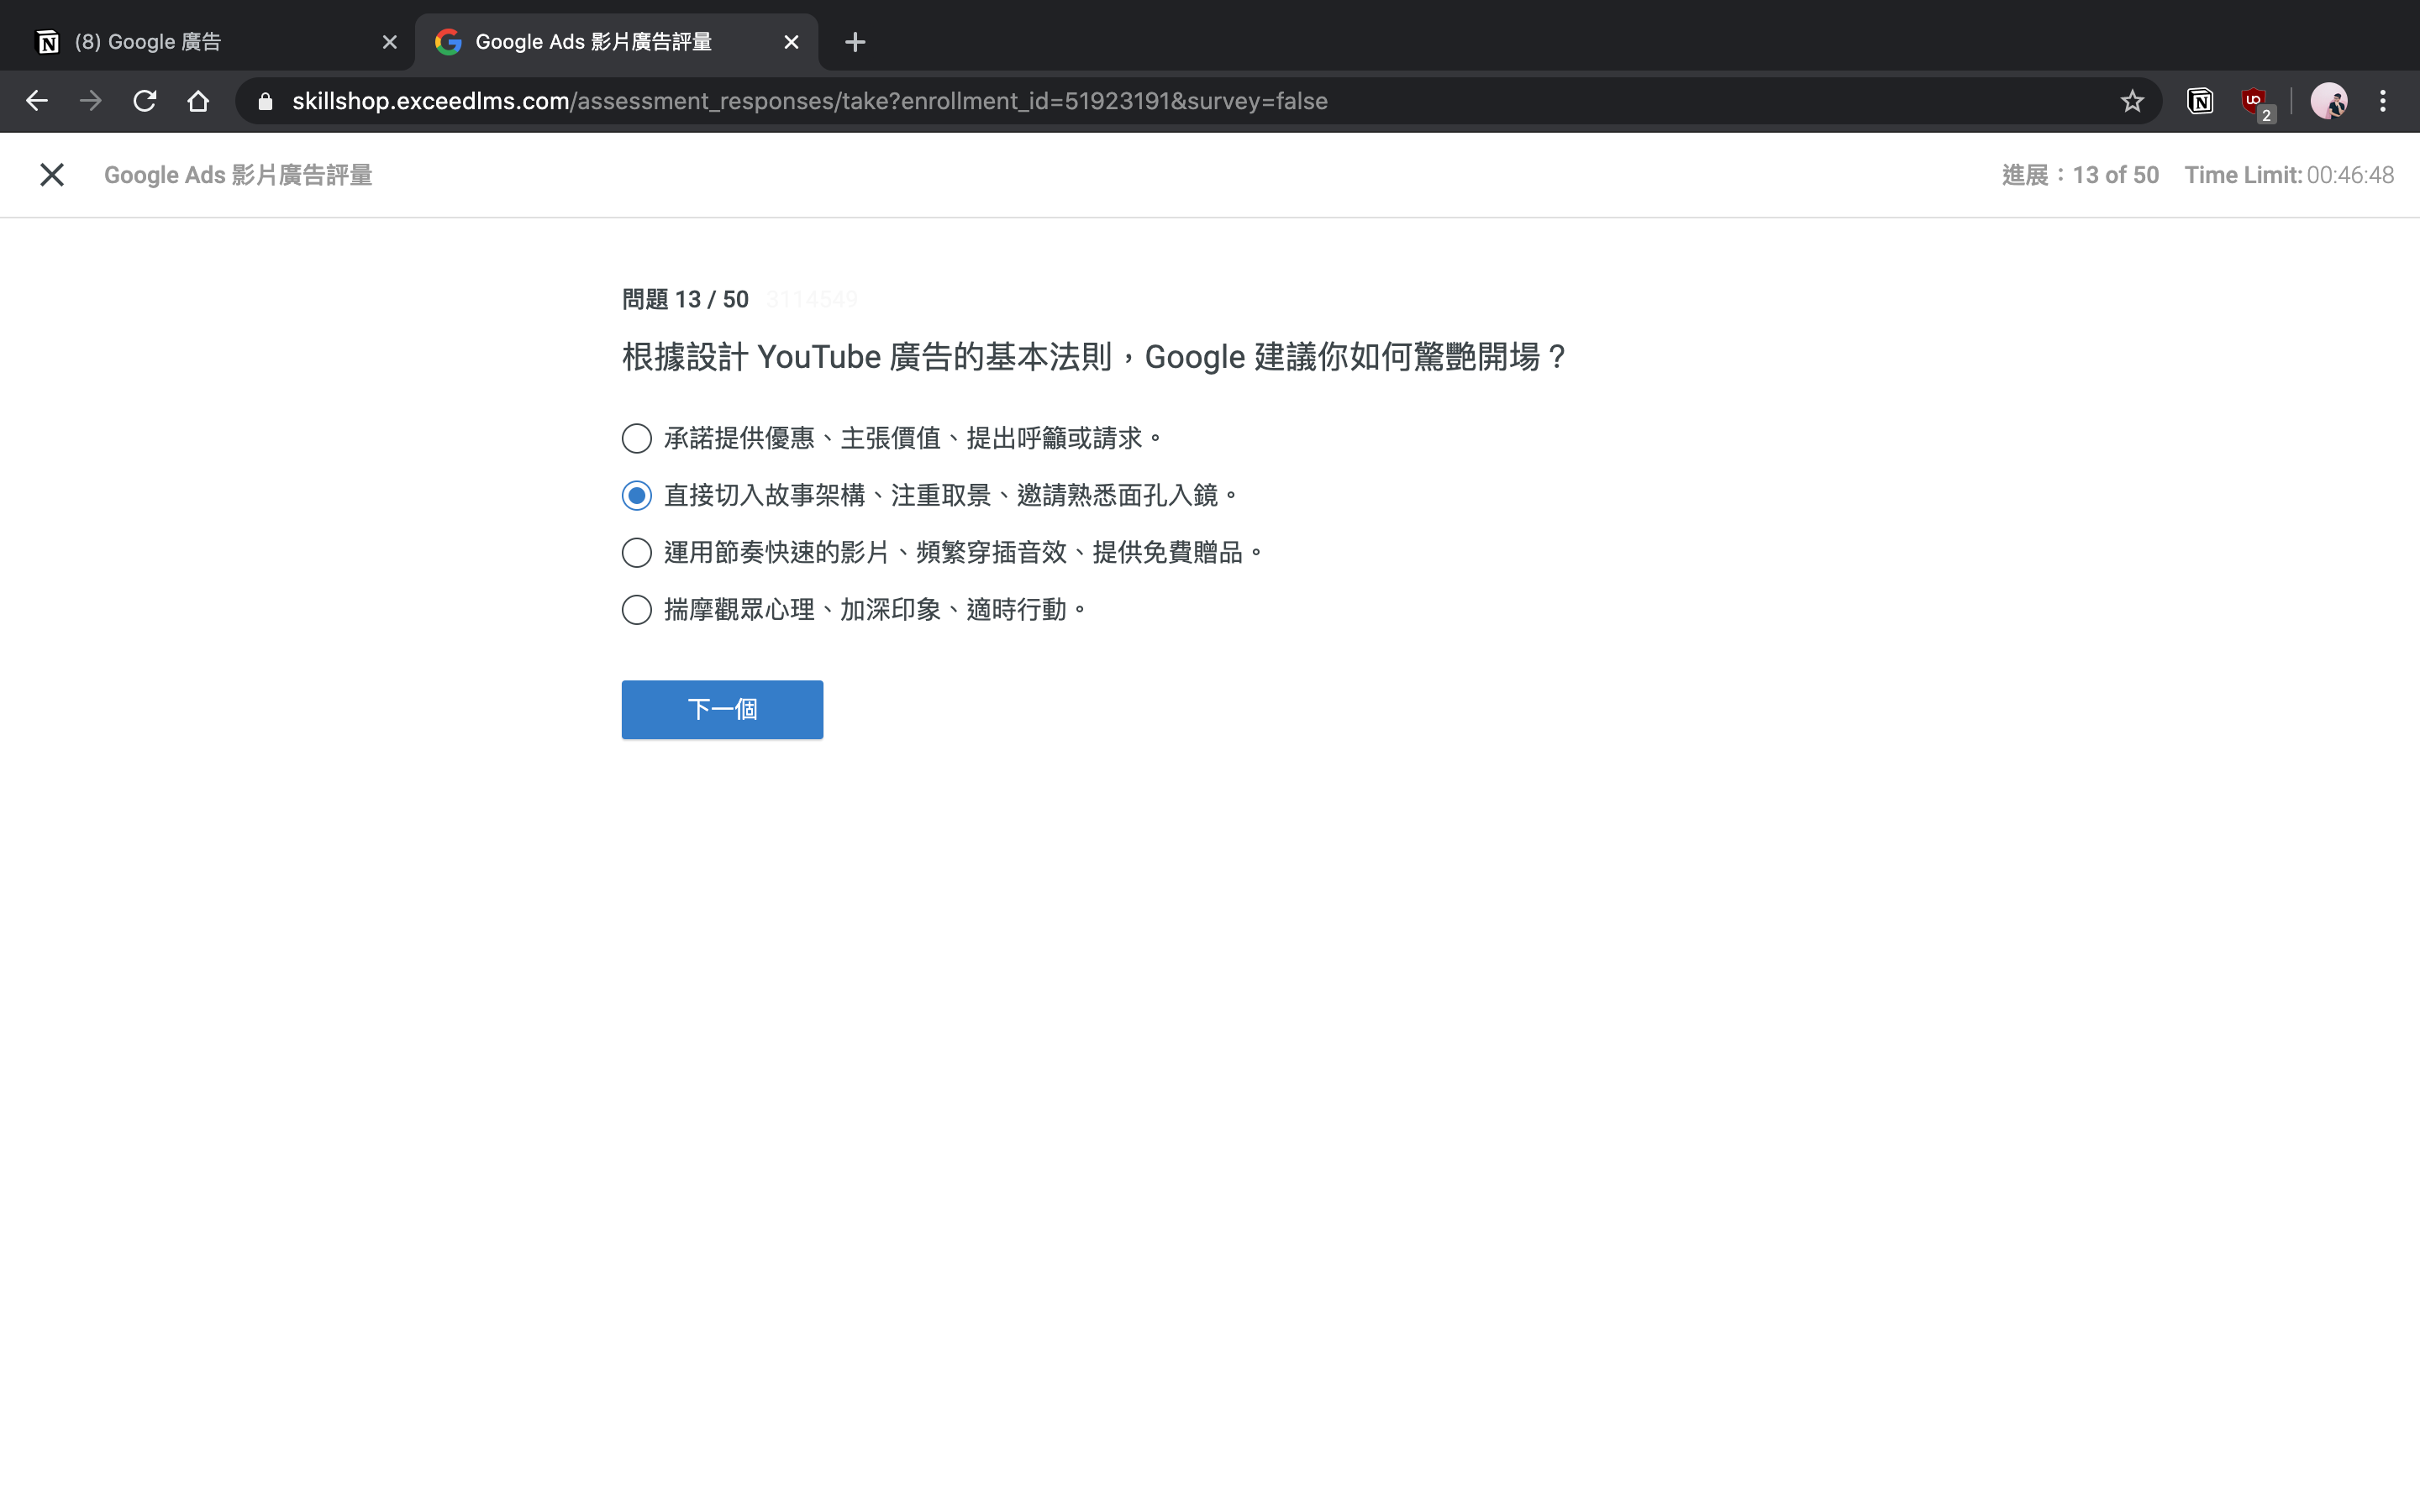 (8) Google 廣告
Google Ads 影片廣告評量
skillshop.exceedlms.com/assessment_responses/take?enrollment_id=51923191&survey=false
2
Google Ads 影片廣告評量
進展：13 of 50 Time Limit: 00:46:48
問題 13 / 50 3114549
根據設計 YouTube 廣告的基本法則，Google 建議你如何驚艷開場？
承諾提供優惠、主張價值、提出呼籲或請求。
直接切入故事架構、注重取景、邀請熟悉面孔入鏡。
運用節奏快速的影片、頻繁穿插音效、提供免費贈品。
揣摩觀眾心理、加深印象、適時行動。
下一個